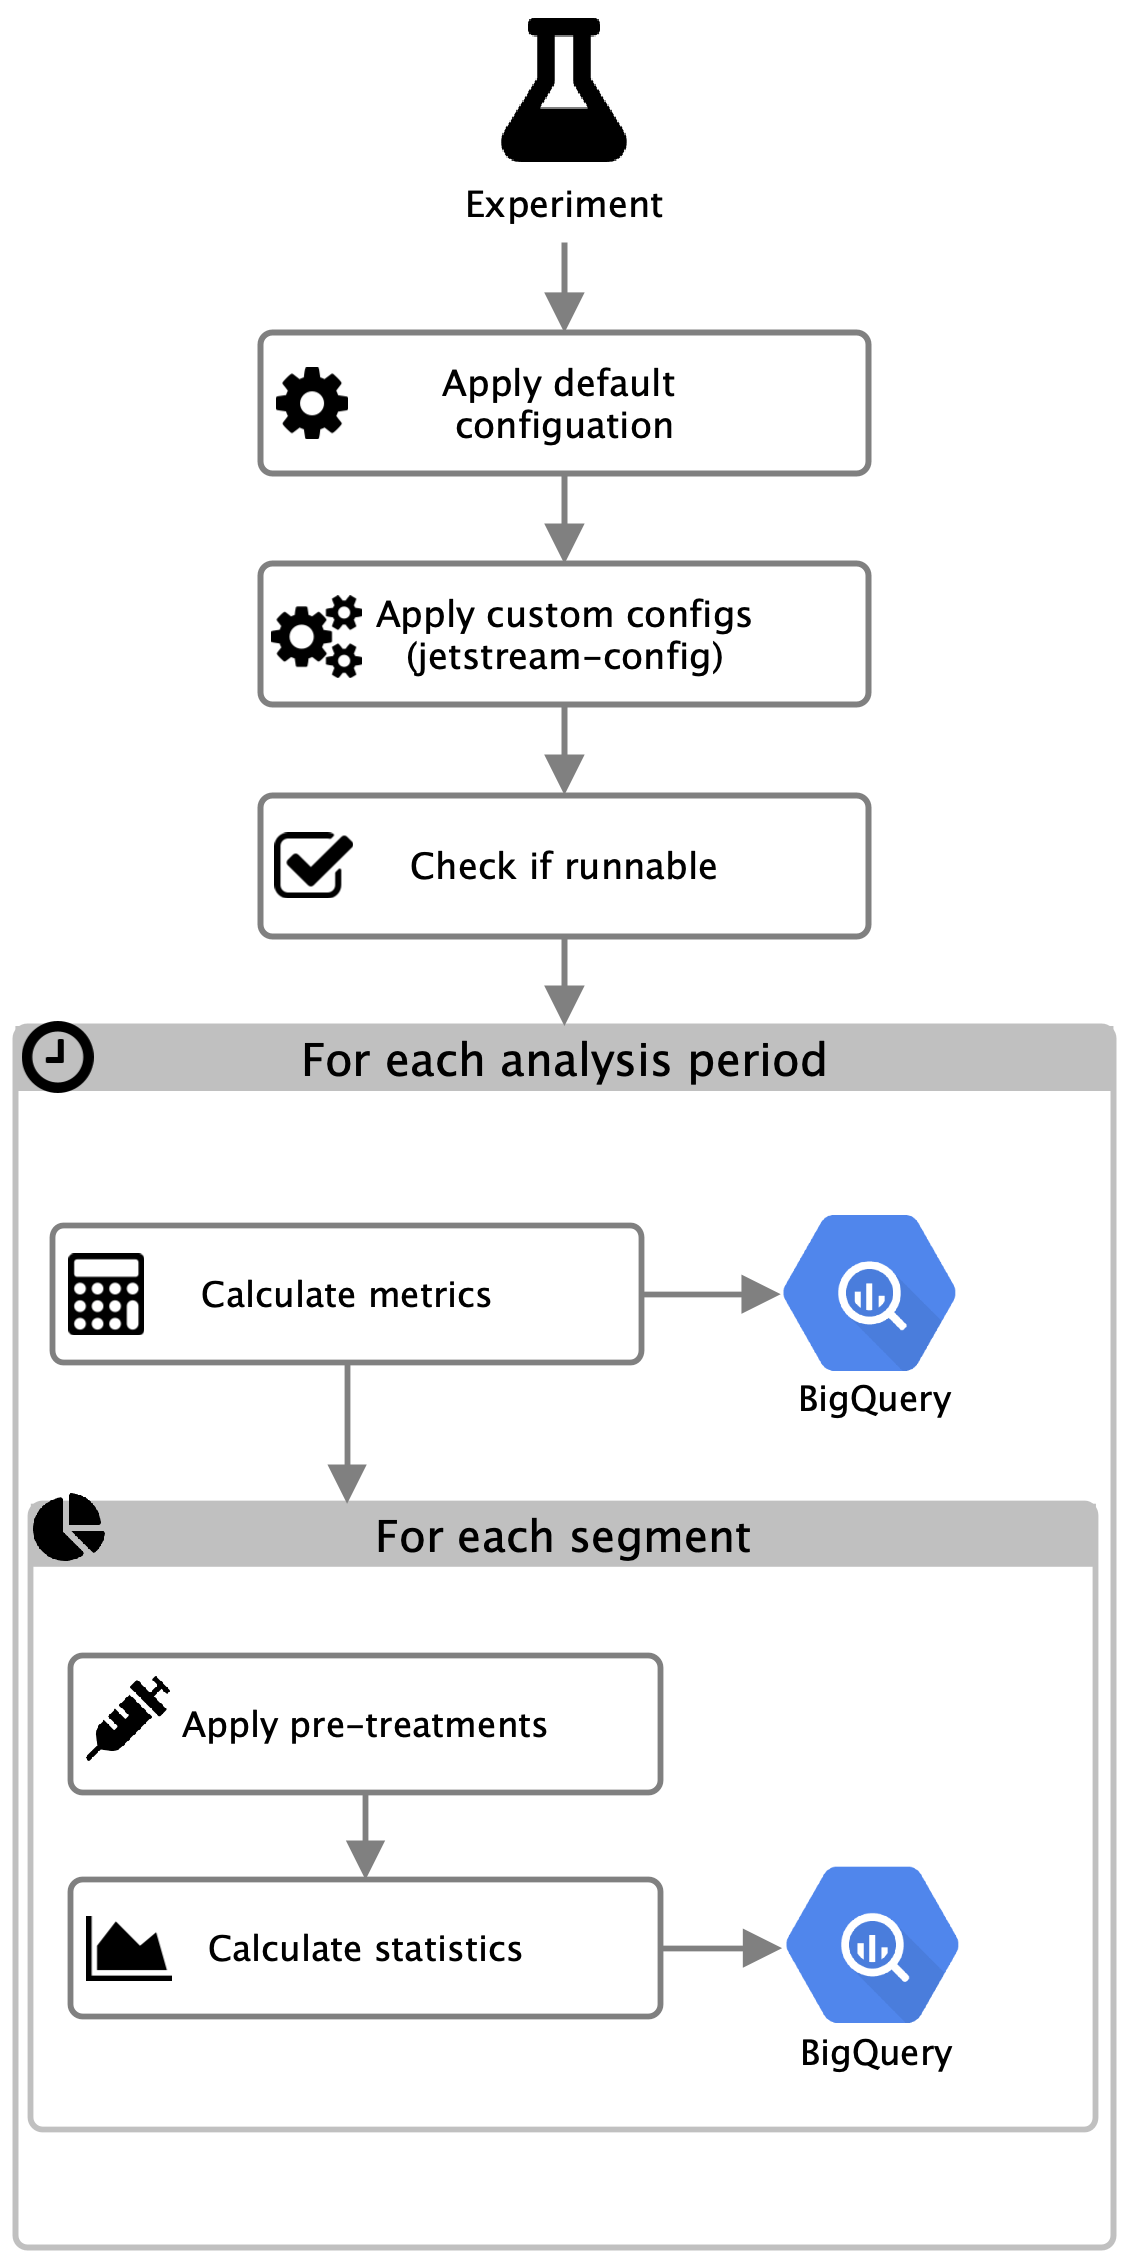 Experiment
Apply default
configuation
Apply custom configs
(jetstream-config)
Check if runnable
For each analysis period
Calculate metrics
BigQuery
For each segment
Apply pre-treatments
Calculate statistics
BigQuery